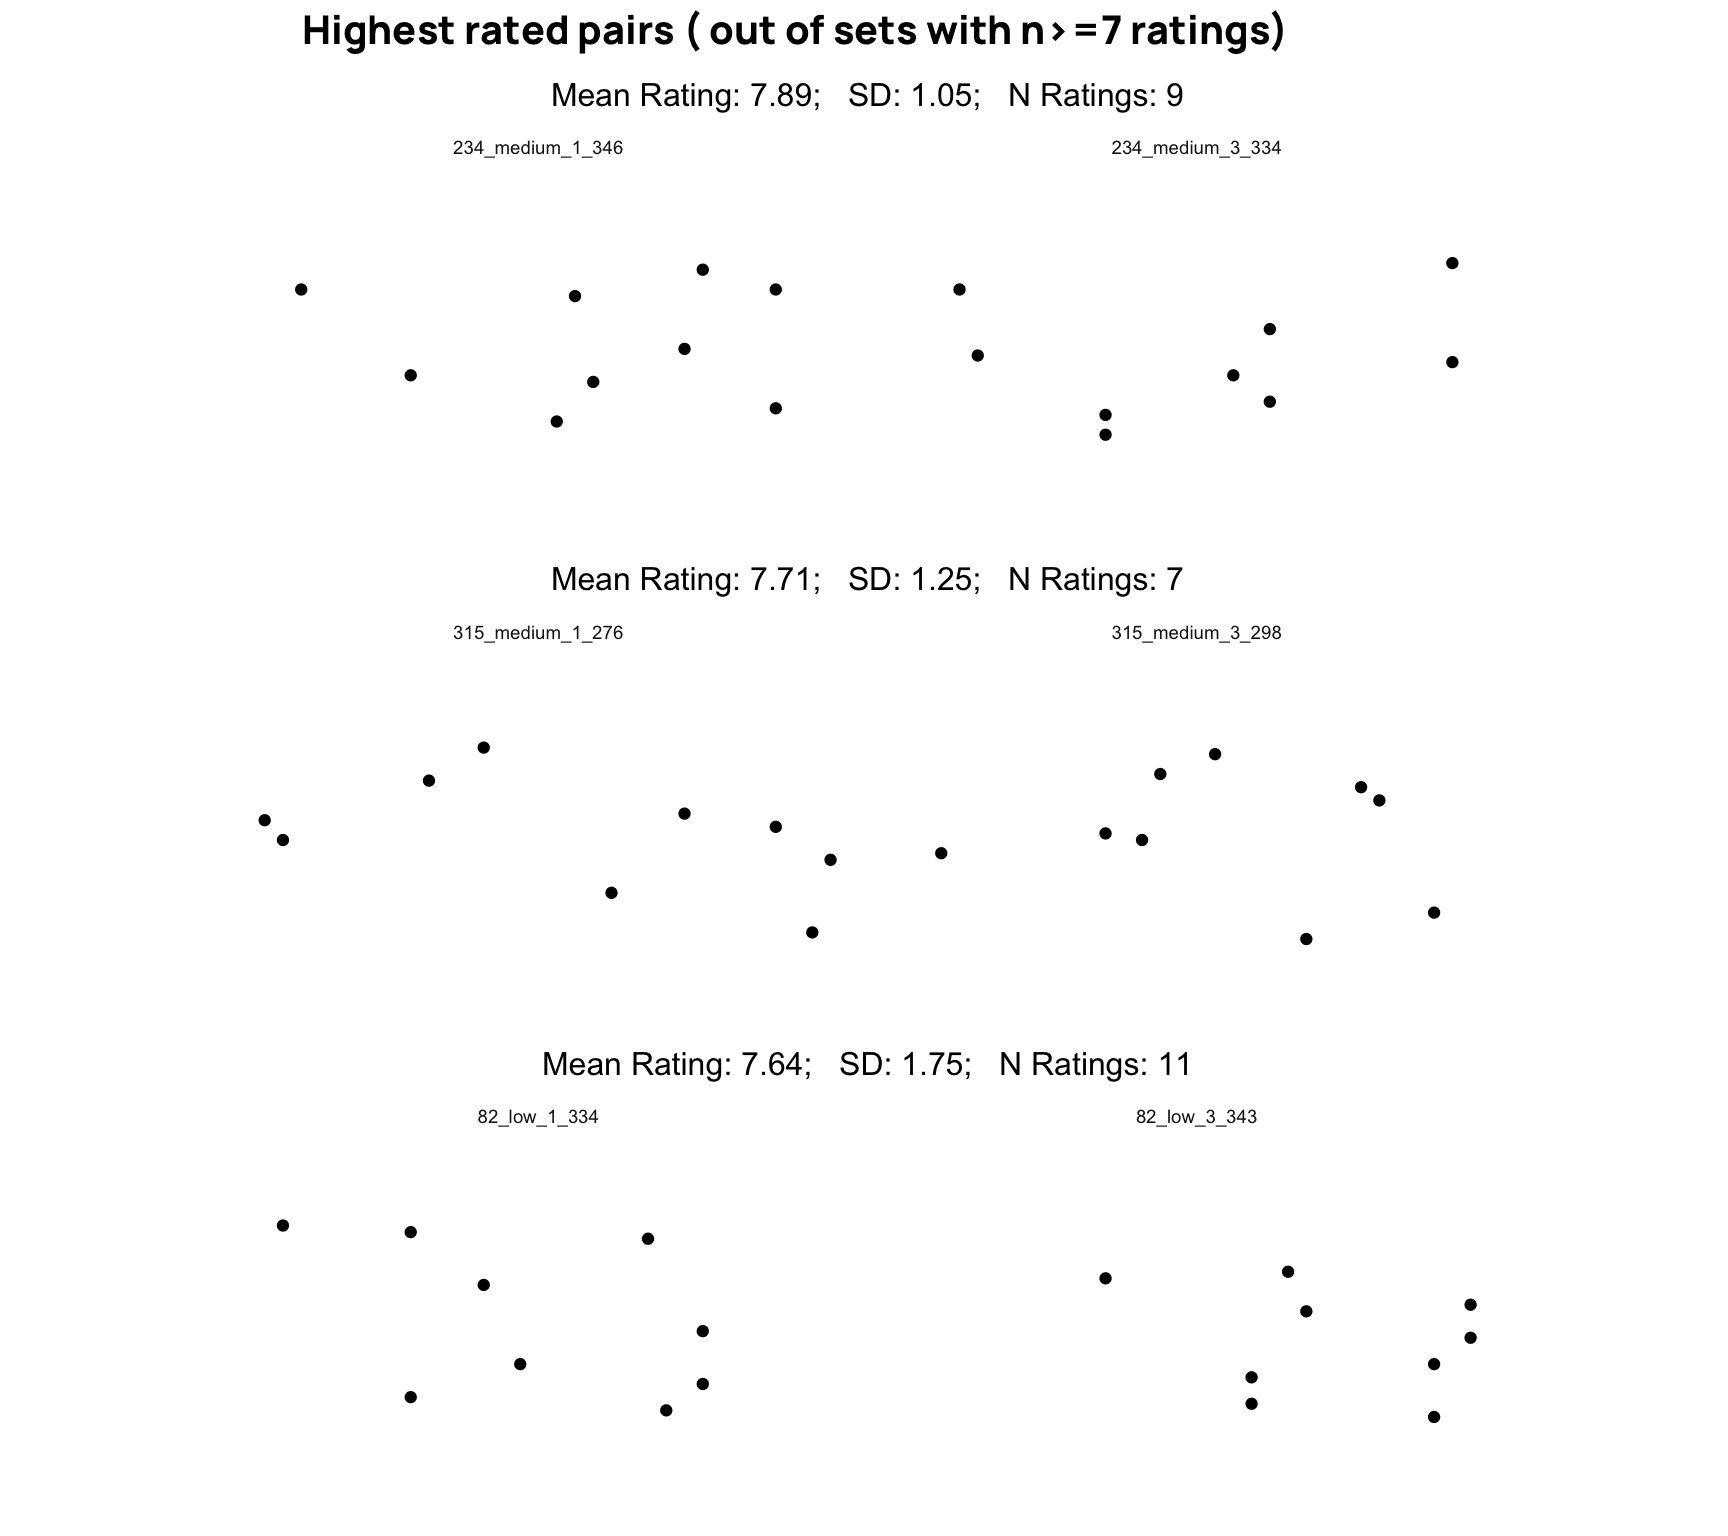 Highest rated pairs ( out of sets with n>=7 ratings)
Mean Rating: 7.89;   SD: 1.05;   N Ratings: 9
234_medium_1_346
234_medium_3_334
Mean Rating: 7.71;   SD: 1.25;   N Ratings: 7
315_medium_1_276
315_medium_3_298
Mean Rating: 7.64;   SD: 1.75;   N Ratings: 11
82_low_1_334
82_low_3_343